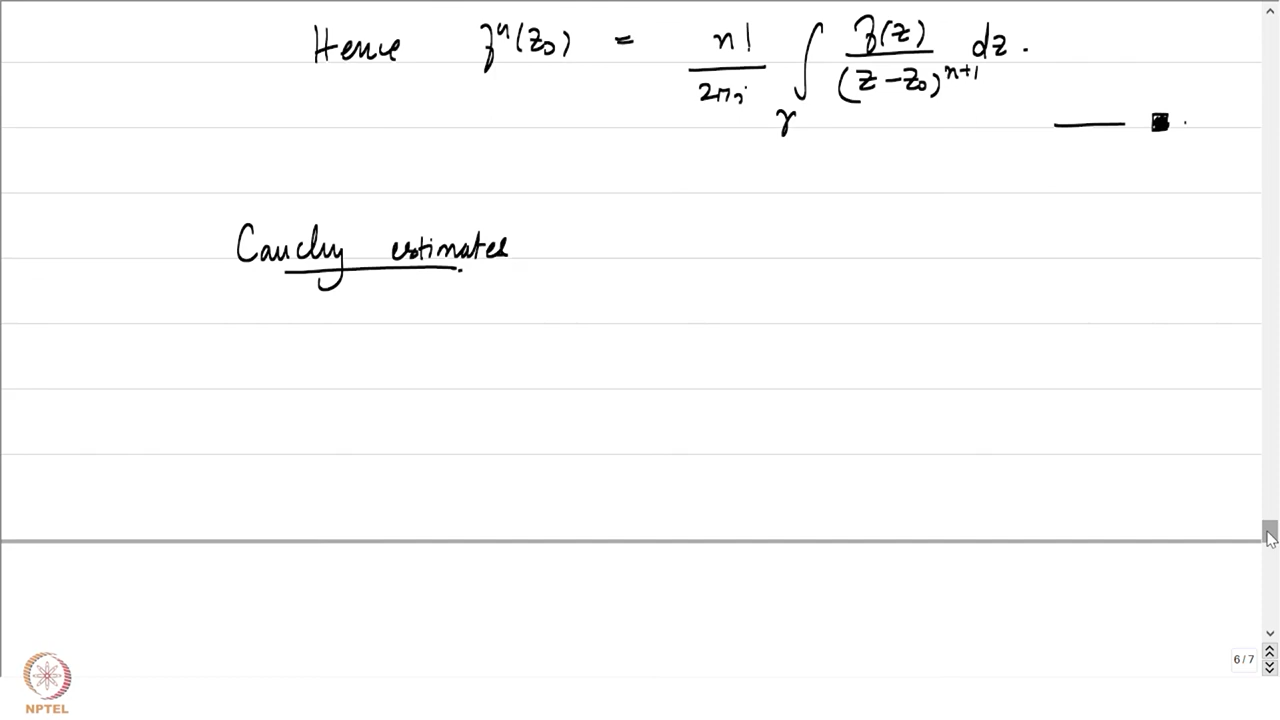 Hence f^n(z_0) = n! / 2πi ∫_γ f(z) / (z - z_0)^{n+1} dz.
Cauchy estimates
6 / 7
NPTEL